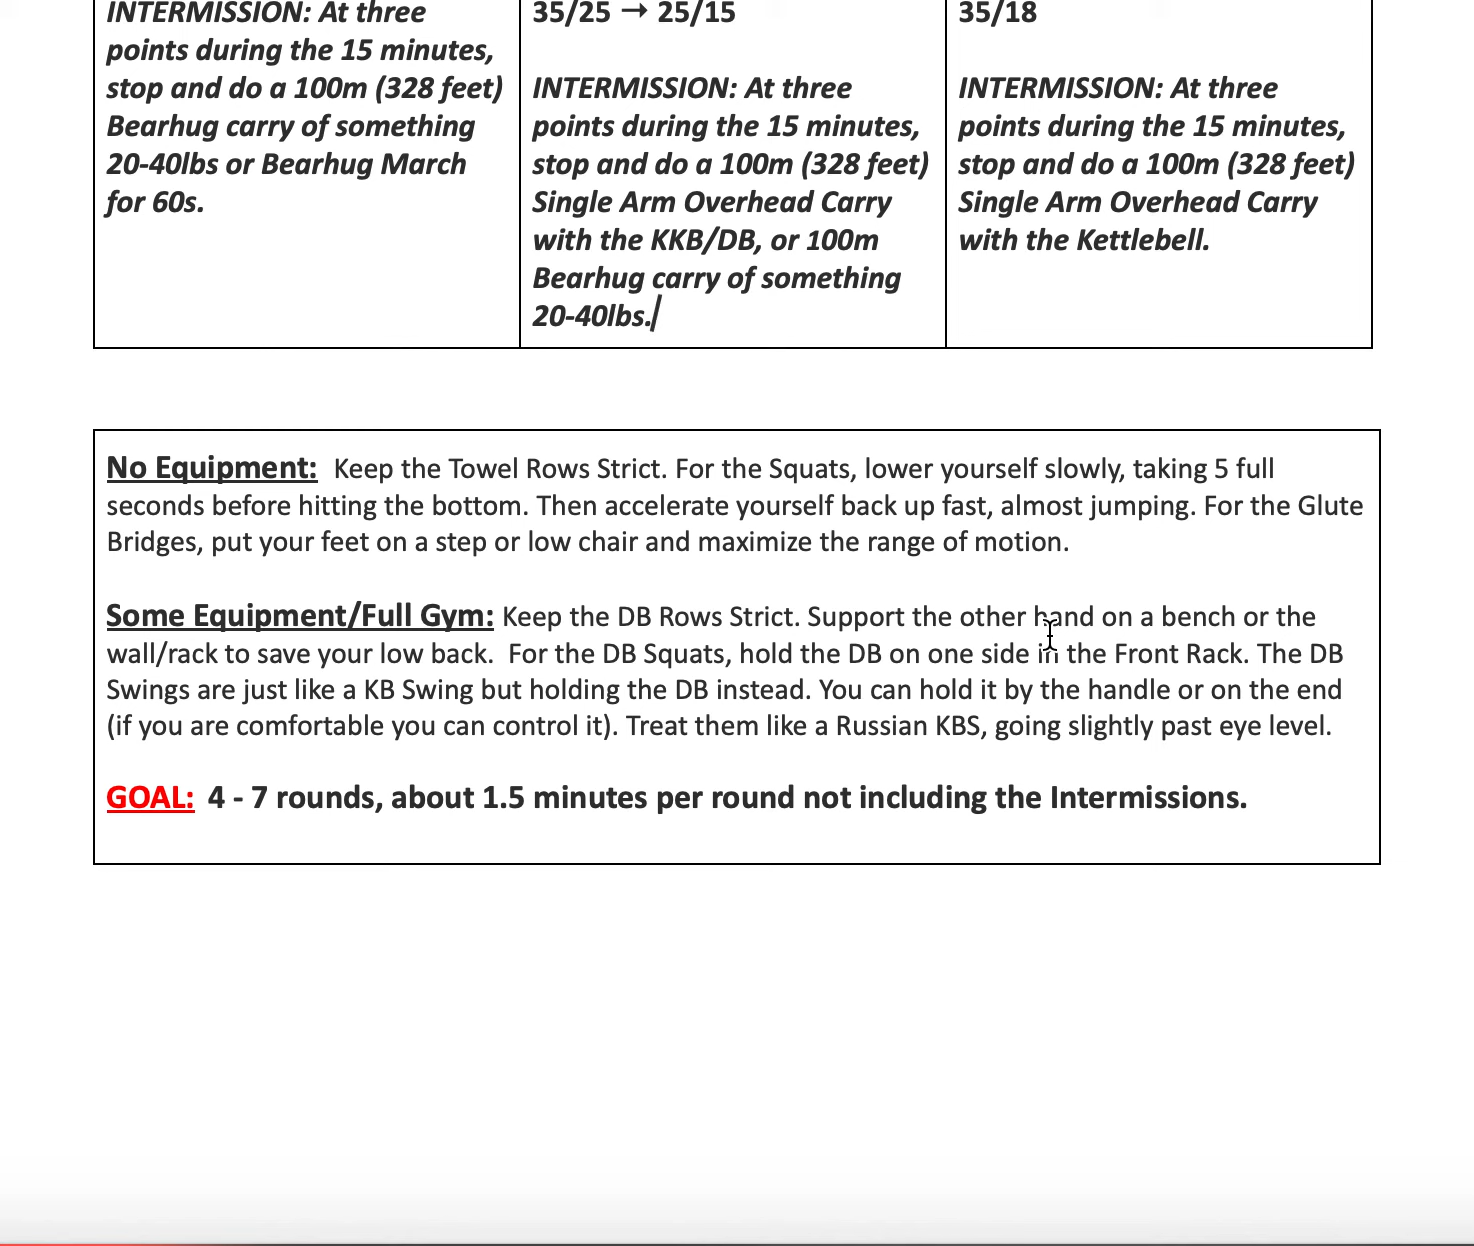 INTERMISSION: At three
points during the 15 minutes,
stop and do a 100m (328 feet)
Bearhug carry of something
20-40lbs or Bearhug March
for 60s.
35/25 → 25/15
INTERMISSION: At three
points during the 15 minutes,
stop and do a 100m (328 feet)
Single Arm Overhead Carry
with the KKB/DB, or 100m
Bearhug carry of something
20-40lbs.
35/18
INTERMISSION: At three
points during the 15 minutes,
stop and do a 100m (328 feet)
Single Arm Overhead Carry
with the Kettlebell.
No Equipment: Keep the Towel Rows Strict. For the Squats, lower yourself slowly, taking 5 full
seconds before hitting the bottom. Then accelerate yourself back up fast, almost jumping. For the Glute
Bridges, put your feet on a step or low chair and maximize the range of motion.
Some Equipment/Full Gym: Keep the DB Rows Strict. Support the other hand on a bench or the
wall/rack to save your low back. For the DB Squats, hold the DB on one side in the Front Rack. The DB
Swings are just like a KB Swing but holding the DB instead. You can hold it by the handle or on the end
(if you are comfortable you can control it). Treat them like a Russian KBS, going slightly past eye level.
GOAL: 4 - 7 rounds, about 1.5 minutes per round not including the Intermissions.